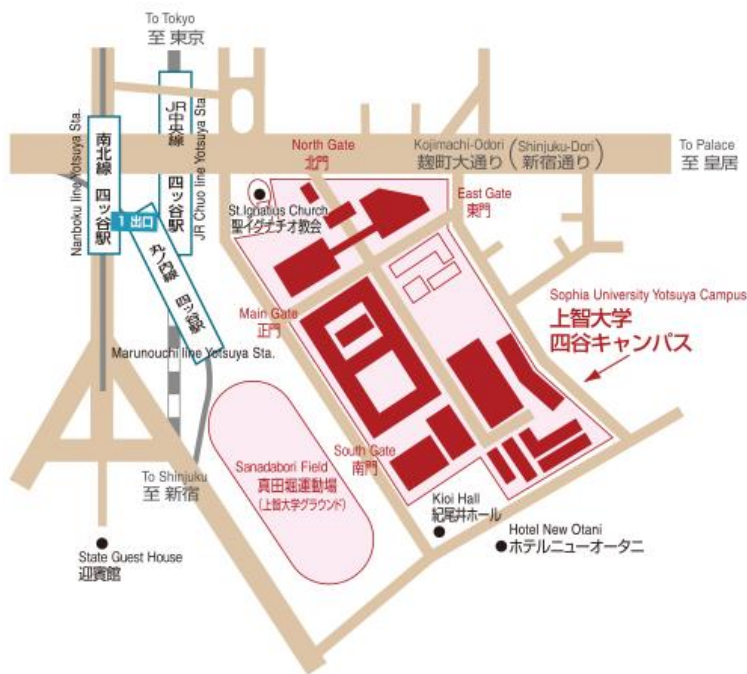 To Tokyo
至 東京
Nanboku line Yotsuya Sta.
南北線 四ッ谷駅
JR中央線 四ッ谷駅
JR Chuo line Yotsuya Sta.
1 出口
丸ノ内線 四ッ谷駅
Marunouchi line Yotsuya Sta.
North Gate
北門
Kojimachi-Odori (Shinjuku-Dori)
麹町大通り(新宿通り)
To Palace
至 皇居
St.Ignatius Church
聖イグナチオ教会
East Gate
東門
Main Gate
正門
Sophia University Yotsuya Campus
上智大学
四谷キャンパス
South Gate
南門
Sanadabori Field
真田堀運動場
(上智大学グラウンド)
To Shinjuku
至 新宿
Kioi Hall
紀尾井ホール
Hotel New Otani
ホテルニューオータニ
State Guest House
迎賓館